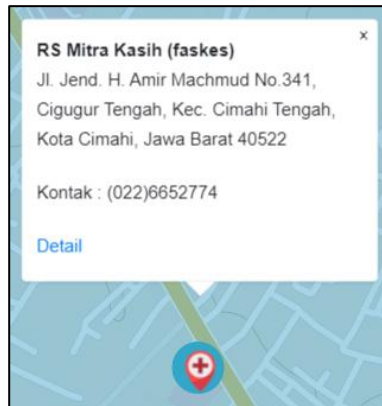 RS Mitra Kasih (faskes)
x
Jl. Jend. H. Amir Machmud No.341,
Cigugur Tengah, Kec. Cimahi Tengah,
Kota Cimahi, Jawa Barat 40522
Kontak : (022)6652774
Detail